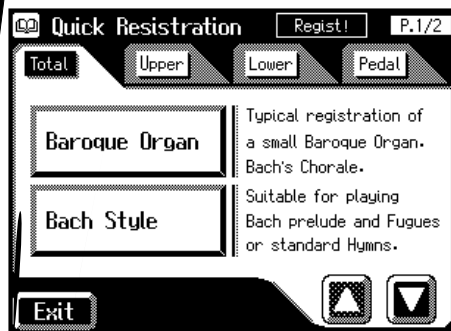 Quick Resistration Regist! P.1/2
Total Upper Lower Pedal
Baroque Organ
Typical registration of
a small Baroque Organ.
Bach's Chorale.
Bach Style
Suitable for playing
Bach prelude and Fugues
or standard Hymns.
Exit